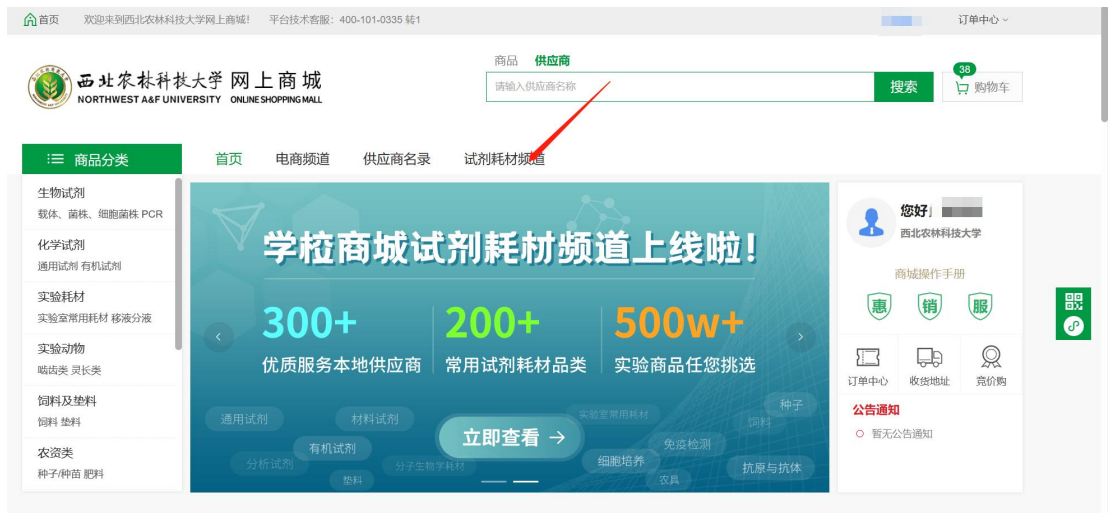 首页 欢迎来到西北农林科技大学网上商城! 平台技术客服:400-101-0335 转1 订单中心
商品 供应商
西北农林科技大学 网上商城
NORTHWEST A&F UNIVERSITY ONLINE SHOPPING MALL
请输入供应商名称 搜索 38 购物车
商品分类 首页 电商频道 供应商名录 试剂耗材频道
生物试剂
载体、菌株、细胞菌株 PCR
化学试剂
通用试剂 有机试剂
实验耗材
实验室常用耗材 移液分液
实验动物
啮齿类 灵长类
饲料及垫料
饲料 垫料
农资类
种子/种苗 肥料
学校商城试剂耗材频道上线啦!
300+ 200+ 500w+
优质服务本地供应商 常用试剂耗材品类 实验商品任您挑选
通用试剂 材料试剂 实验室常用耗材 种子
饲料
有机试剂 立即查看 → 免疫检测
分析试剂 分子生物学耗材 细胞培养 抗原与抗体
垫料 农具
您好
西北农林科技大学
商城操作手册
惠 销 服
订单中心 收货地址 竞价购
公告通知
暂无公告通知